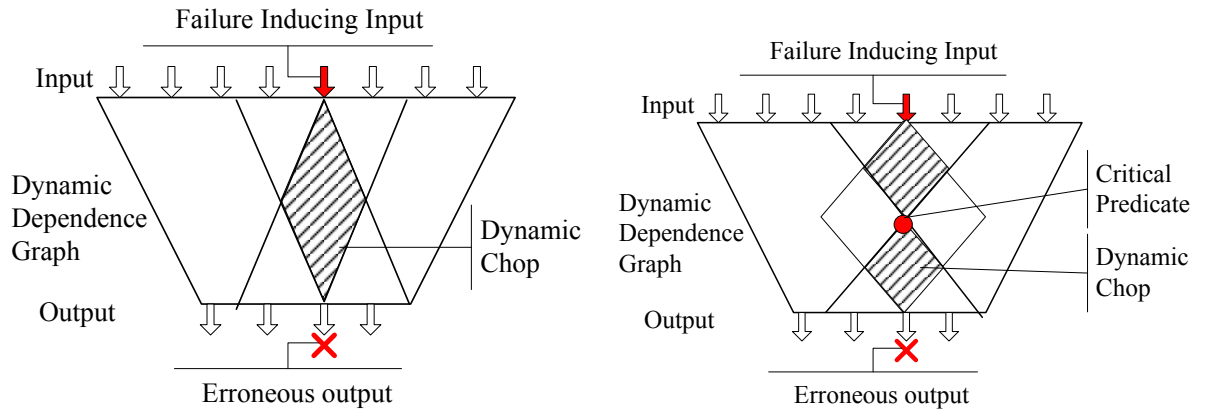 Failure Inducing Input
Input
Dynamic
Dependence
Graph
Dynamic
Chop
Output
Erroneous output
Failure Inducing Input
Input
Critical
Predicate
Dynamic
Dependence
Graph
Dynamic
Chop
Output
Erroneous output